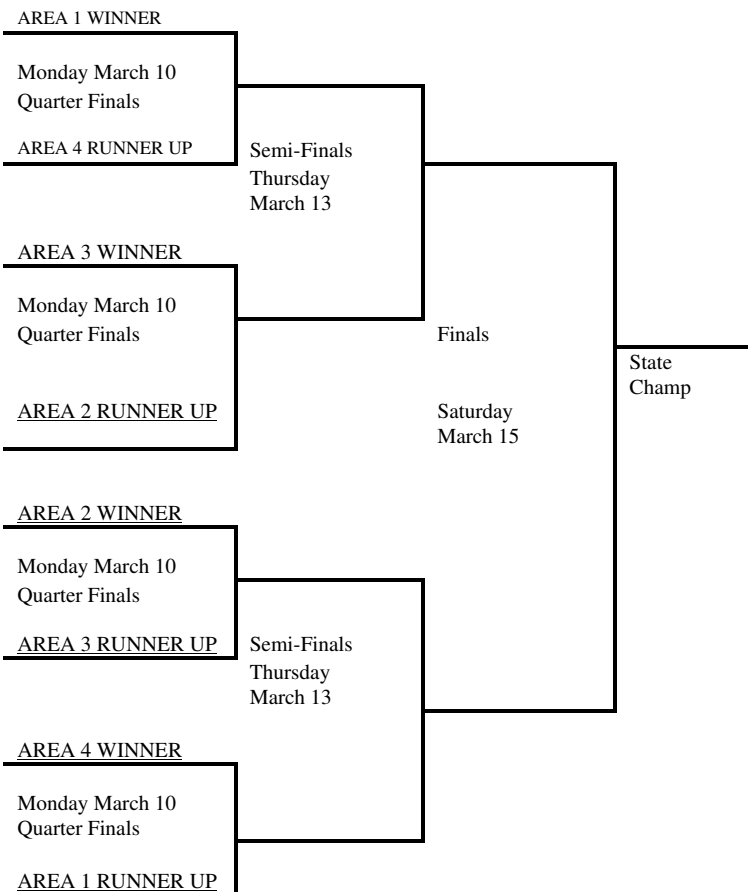 AREA 1 WINNER
Monday March 10
Quarter Finals
AREA 4 RUNNER UP
Semi-Finals
Thursday
March 13
AREA 3 WINNER
Monday March 10
Quarter Finals
Finals
State
Champ
AREA 2 RUNNER UP
Saturday
March 15
AREA 2 WINNER
Monday March 10
Quarter Finals
AREA 3 RUNNER UP
Semi-Finals
Thursday
March 13
AREA 4 WINNER
Monday March 10
Quarter Finals
AREA 1 RUNNER UP